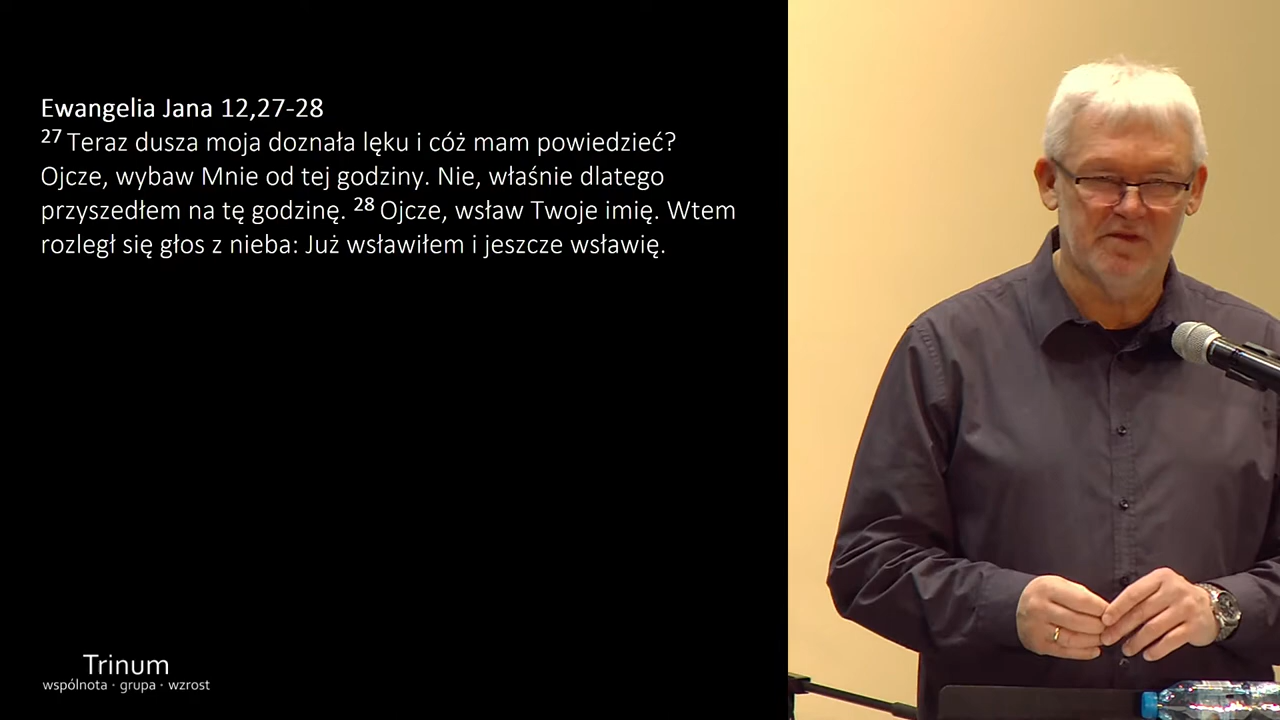 Ewangelia Jana 12,27-28
27 Teraz dusza moja doznała lęku i cóż mam powiedzieć?
Ojcze, wybaw Mnie od tej godziny. Nie, właśnie dlatego
przyszedłem na tę godzinę. 28 Ojcze, wsław Twoje imię. Wtem
rozległ się głos z nieba: Już wsławiłem i jeszcze wsławię.
Trinum
wspólnota · grupa · wzrost